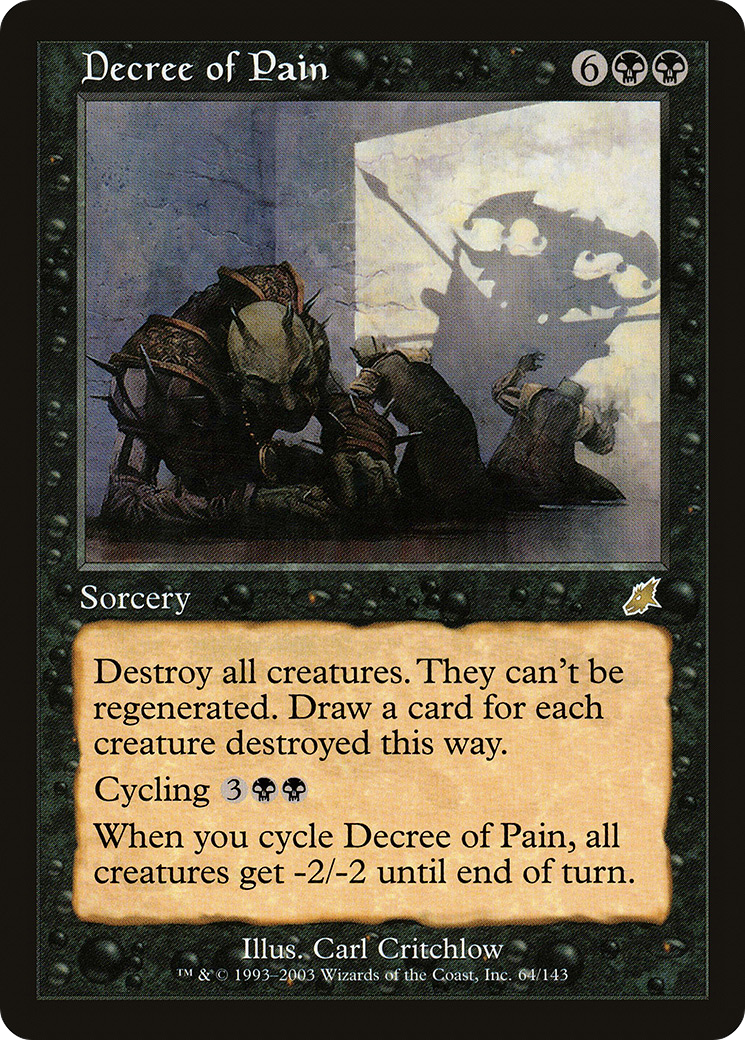 Decree of Pain 6
Sorcery
Destroy all creatures. They can't be
regenerated. Draw a card for each
creature destroyed this way.
Cycling 3
When you cycle Decree of Pain, all
creatures get -2/-2 until end of turn.
Illus. Carl Critchlow
™ & © 1993–2003 Wizards of the Coast, Inc. 64/143